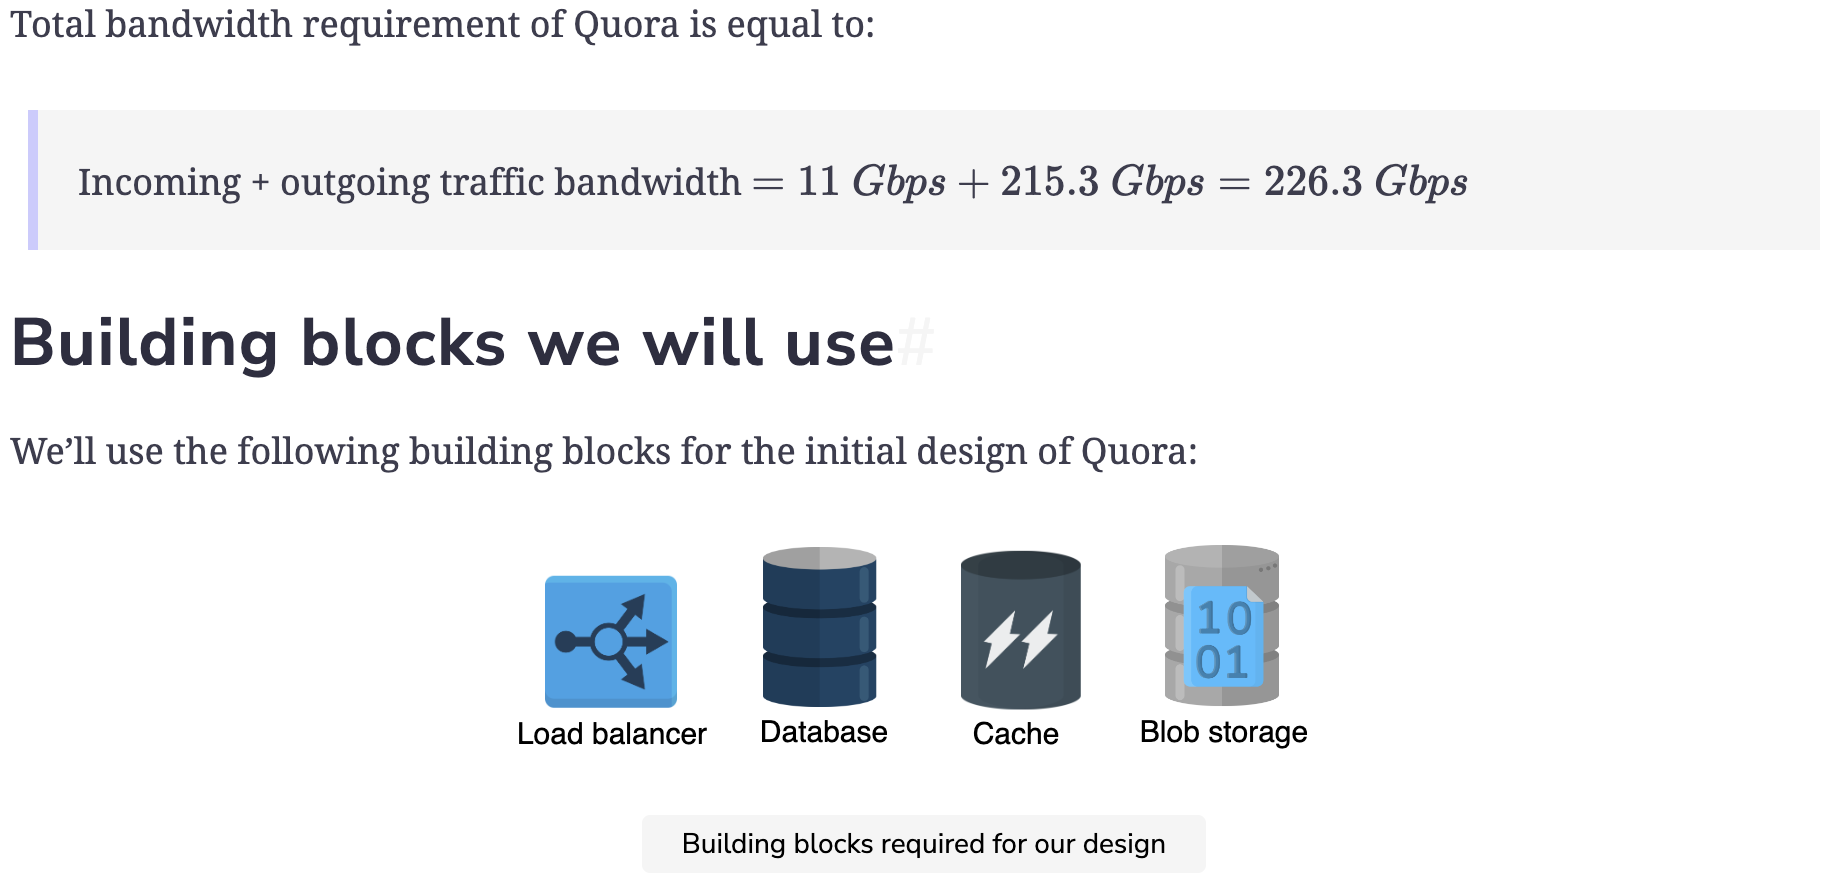 Total bandwidth requirement of Quora is equal to:
Incoming + outgoing traffic bandwidth = 11 Gbps + 215.3 Gbps = 226.3 Gbps
Building blocks we will use#
We’ll use the following building blocks for the initial design of Quora:
10
01
Load balancer Database Cache Blob storage
Building blocks required for our design